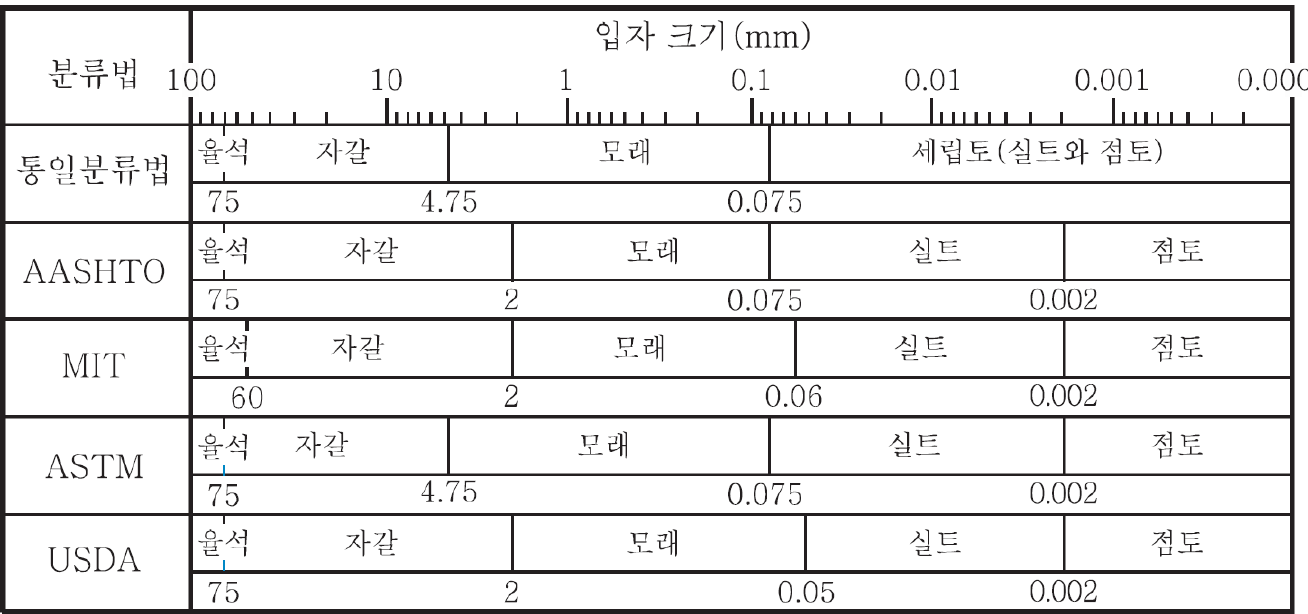 분류법
입자 크기(mm)
100 10 1 0.1 0.01 0.001 0.000
통일분류법
율석 자갈 모래 세립토(실트와 점토)
75 4.75 0.075
AASHTO
율석 자갈 모래 실트 점토
75 2 0.075 0.002
MIT
율석 자갈 모래 실트 점토
60 2 0.06 0.002
ASTM
율석 자갈 모래 실트 점토
75 4.75 0.075 0.002
USDA
율석 자갈 모래 실트 점토
75 2 0.05 0.002